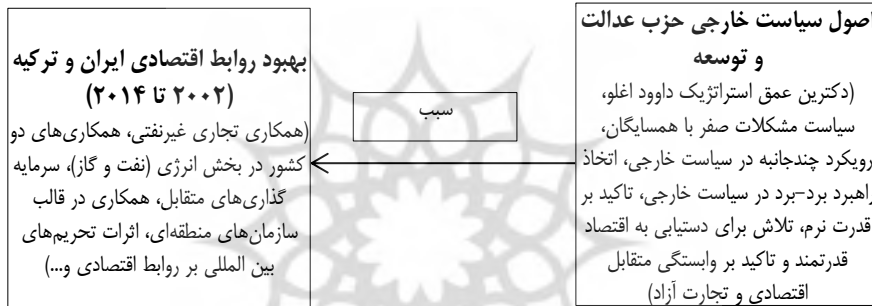 اصول سیاست خارجی حزب عدالت
و توسعه
(دکترین عمق استراتژیک داوود اغلو،
سیاست مشکلات صفر با همسایگان،
رویکرد چندجانبه در سیاست خارجی، اتخاذ
راهبرد برد-برد در سیاست خارجی، تاکید بر
قدرت نرم، تلاش برای دستیابی به اقتصاد
قدرتمند و تاکید بر وابستگی متقابل
اقتصادی و تجارت آزاد)
سبب
بهبود روابط اقتصادی ایران و ترکیه
(۲۰۰۲ تا ۲۰۱۴)
(همکاری تجاری غیرنفتی، همکاری‌های دو
کشور در بخش انرژی (نفت و گاز)، سرمایه
گذاری‌های متقابل، همکاری در قالب
سازمان‌های منطقه‌ای، اثرات تحریم‌های
بین المللی بر روابط اقتصادی و...)